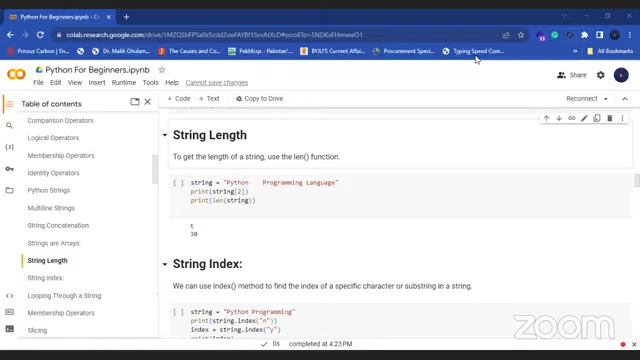 Python For Beginners.ipynb
colab.research.google.com/drive/
Porous Carbon |
Dr. Malik Ghulam...
The Causes and Co...
PakMcqs - Pakistan...
BYJU'S Current Affai...
Procurement Speci...
Typing Speed Com...
All Bookmarks
Python For Beginners.ipynb
File Edit View Insert Runtime Tools Help Cannot save changes
Share
Table of contents
+ Code + Text Copy to Drive
Reconnect
Comparison Operators
Logical Operators
Membership Operators
Identity Operators
Python Strings
Multiline Strings
String Concatenation
Strings are Arrays:
String Length
String Index:
Looping Through a String:
Membership Operators
Slicing
String Length
To get the length of a string, use the len() function.
[ ] string = "Python    Programming Language"
print(string[2])
print(len(string))
t
30
String Index:
We can use index() method to find the index of a specific character or substring in a string.
[ ] string = "Python Programming"
print(string.index("n"))
index = string.index("y")
0s completed at 4:23 PM
zoom